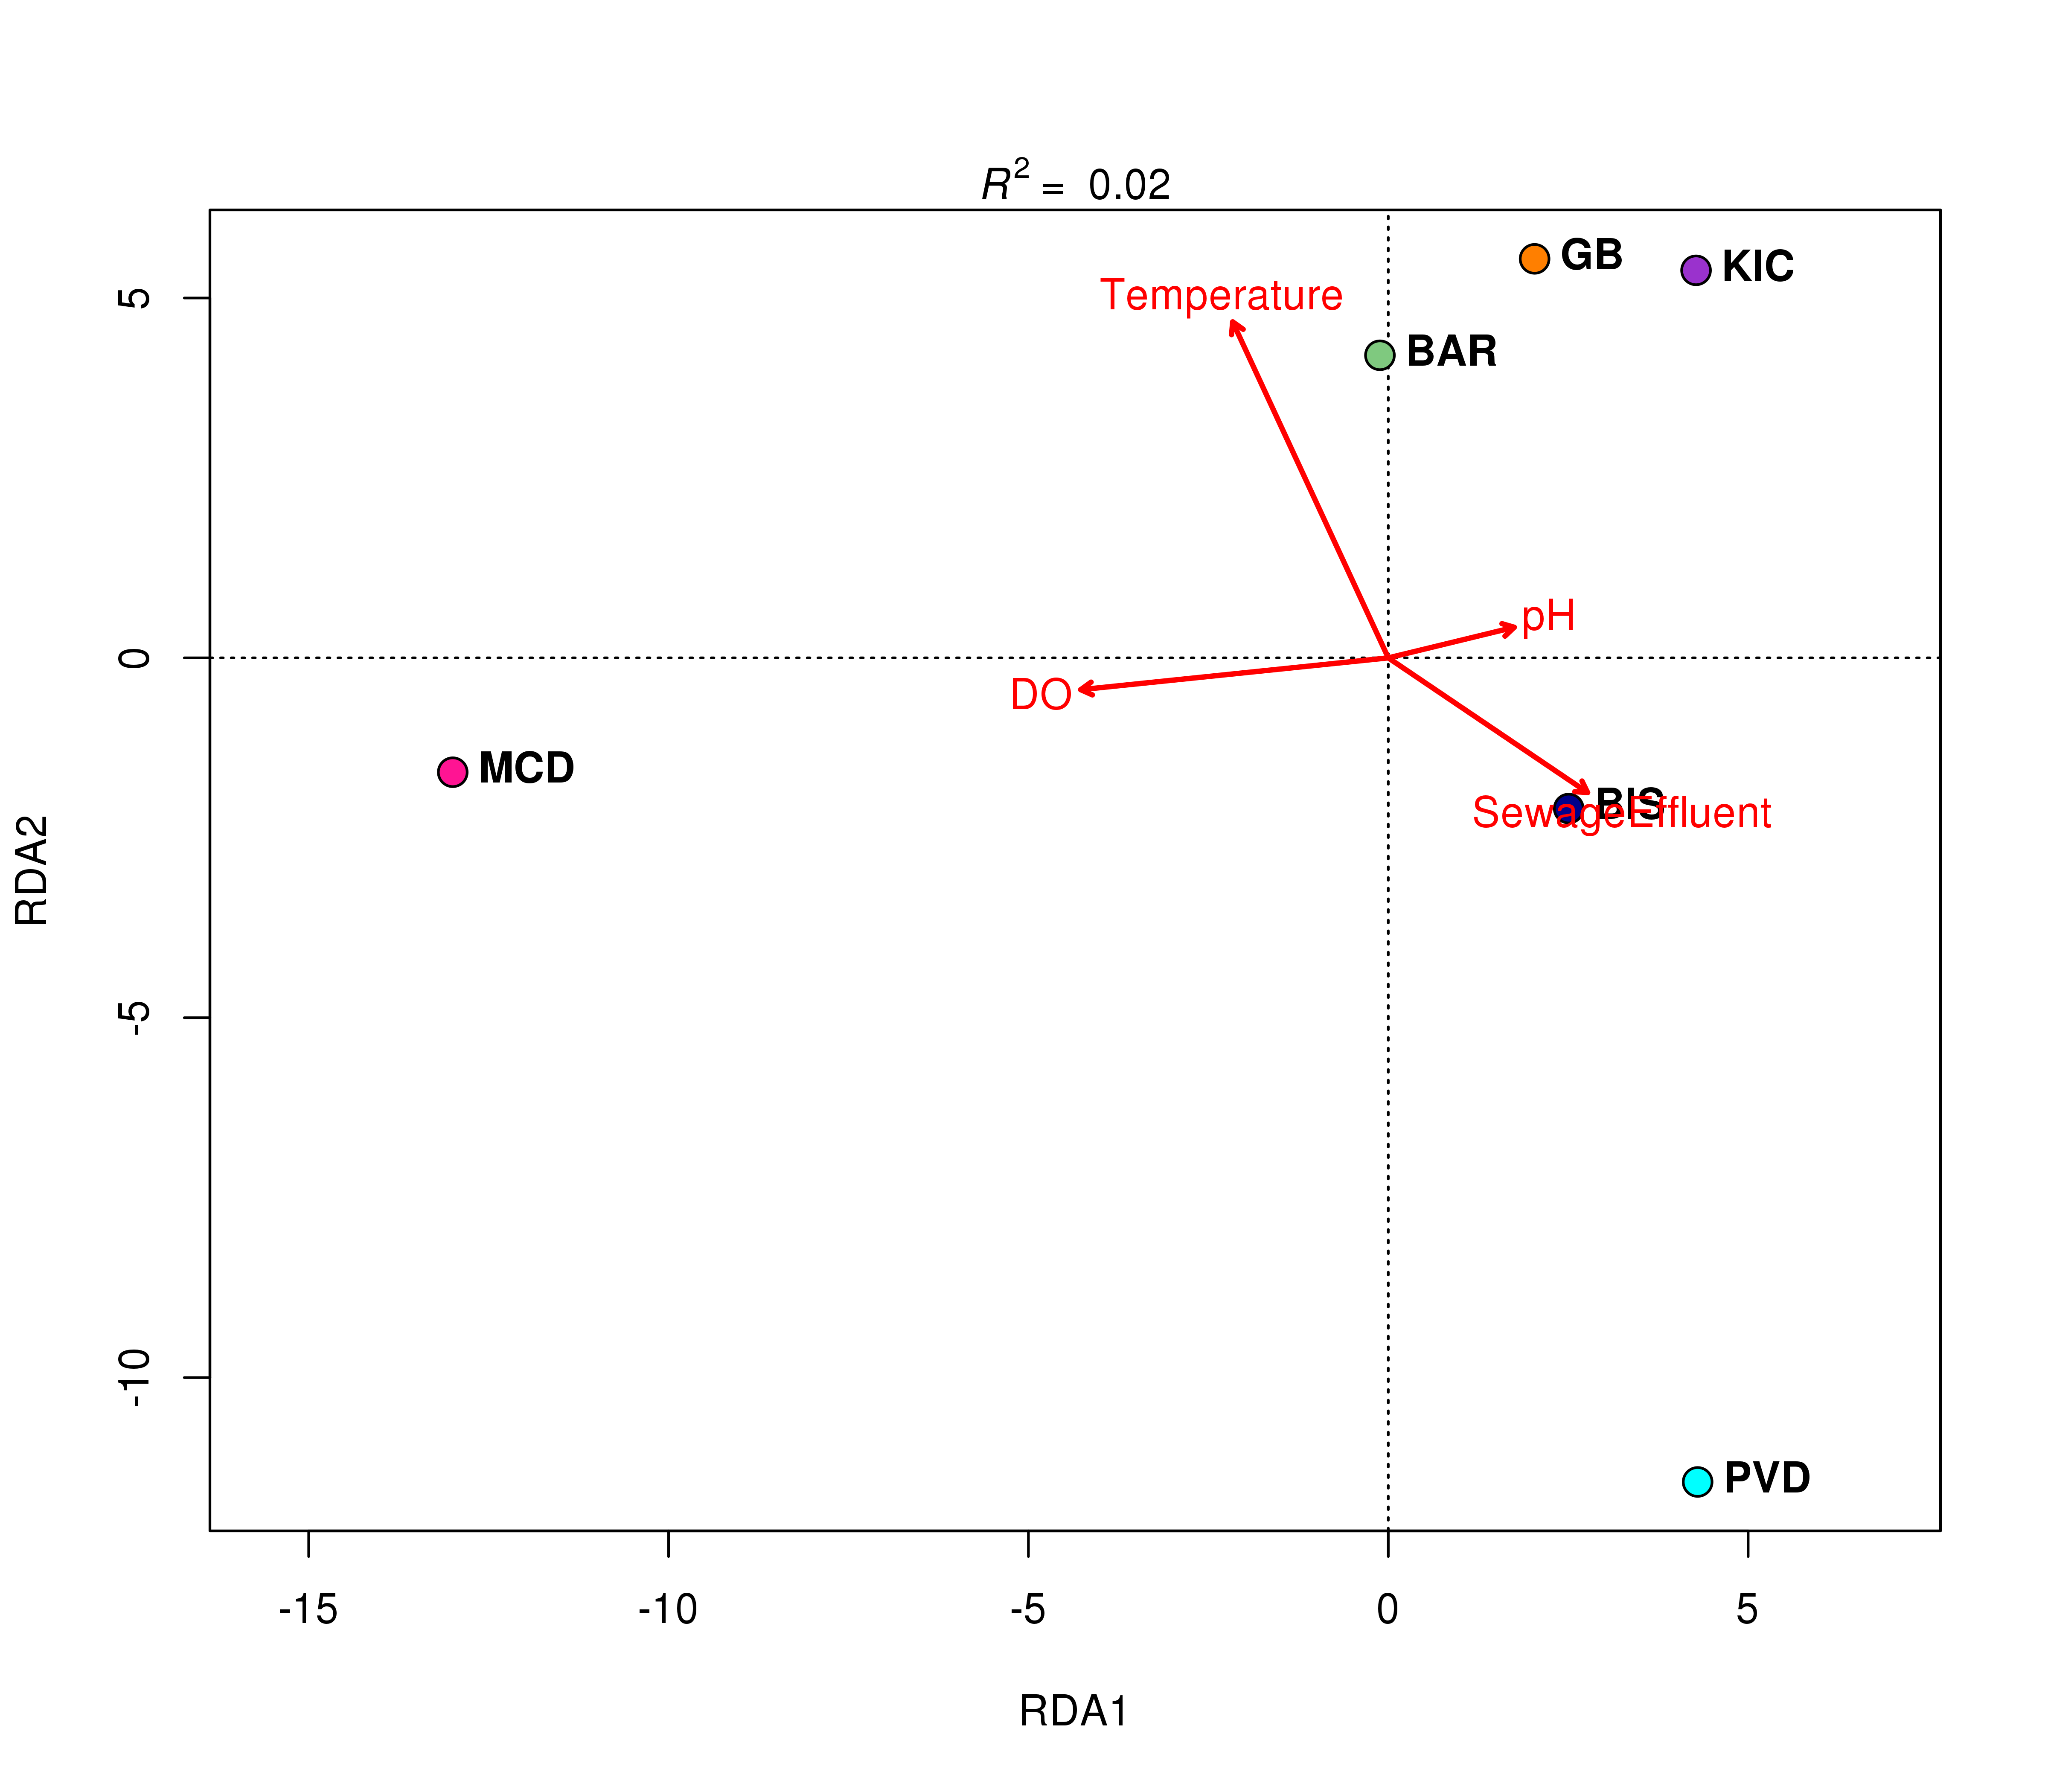 R2 = 0.02
GB
KIC
Temperature
5
BAR
pH
0
DO
MCD
BIS
SewageEffluent
RDA2
-5
-10
PVD
-15 -10 -5 0 5
RDA1